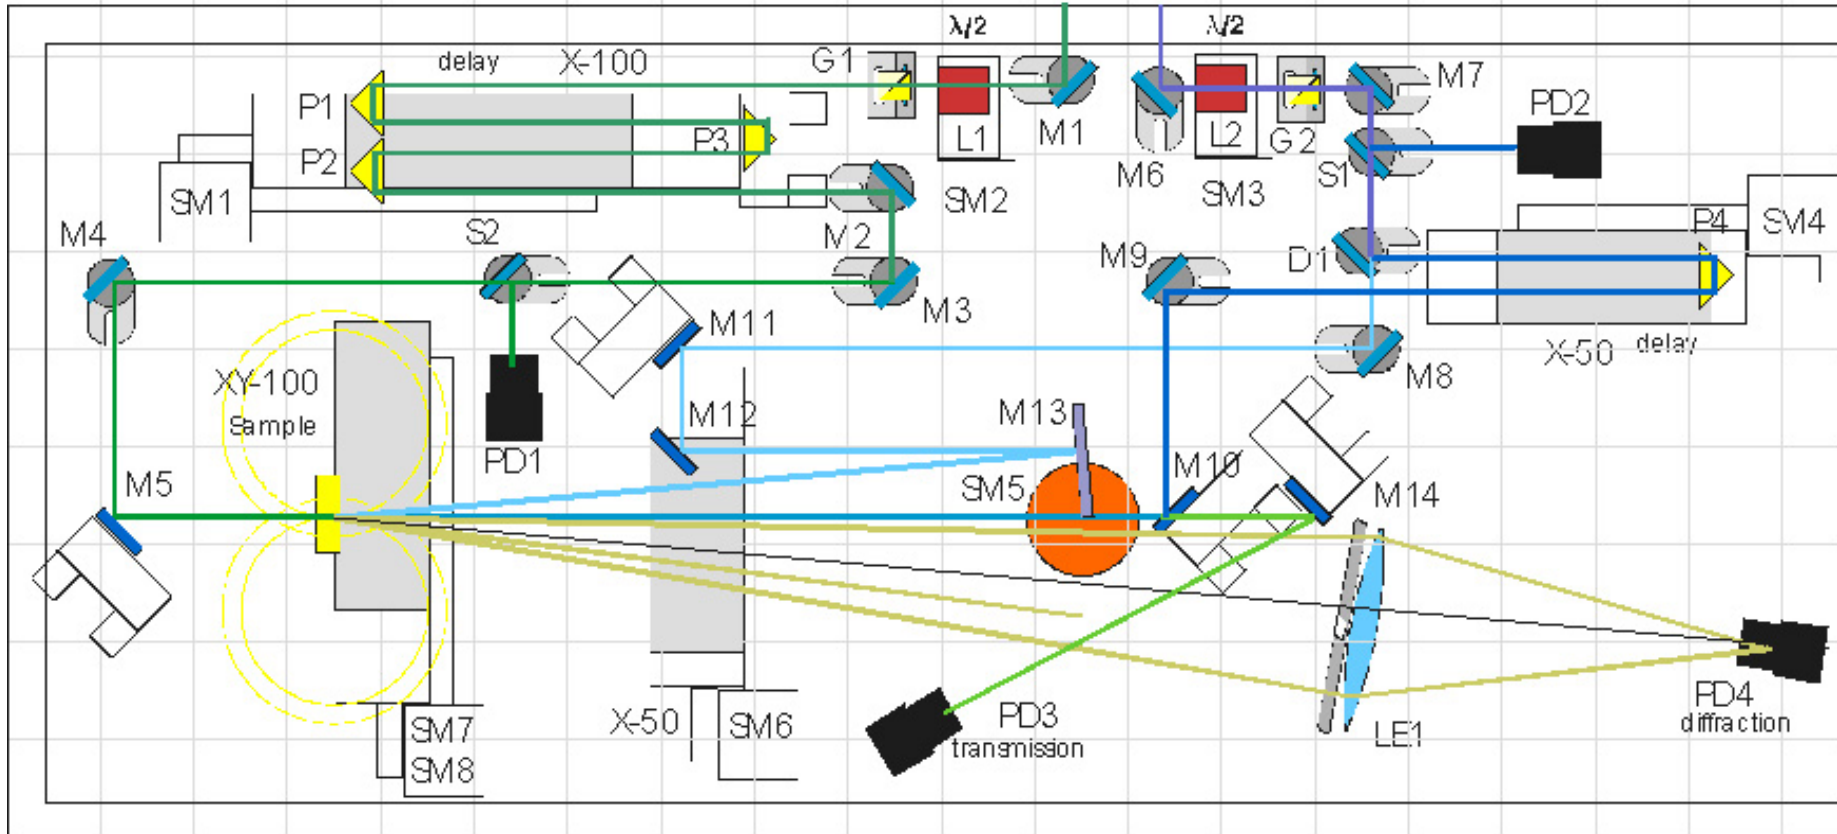 λ/2
λ/2
delay
X-100
G1
M7
P1
PD2
P3
L1
M1
L2
G2
P2
M6
S1
SM1
SM2
SM3
P4
SM4
M4
S2
M2
M9
D1
M3
M11
X-50
delay
M8
XY-100
Sample
M12
M13
PD1
M10
M5
SM5
M14
PD4
diffraction
X-50
SM7
SM6
PD3
transmission
LE1
SM8